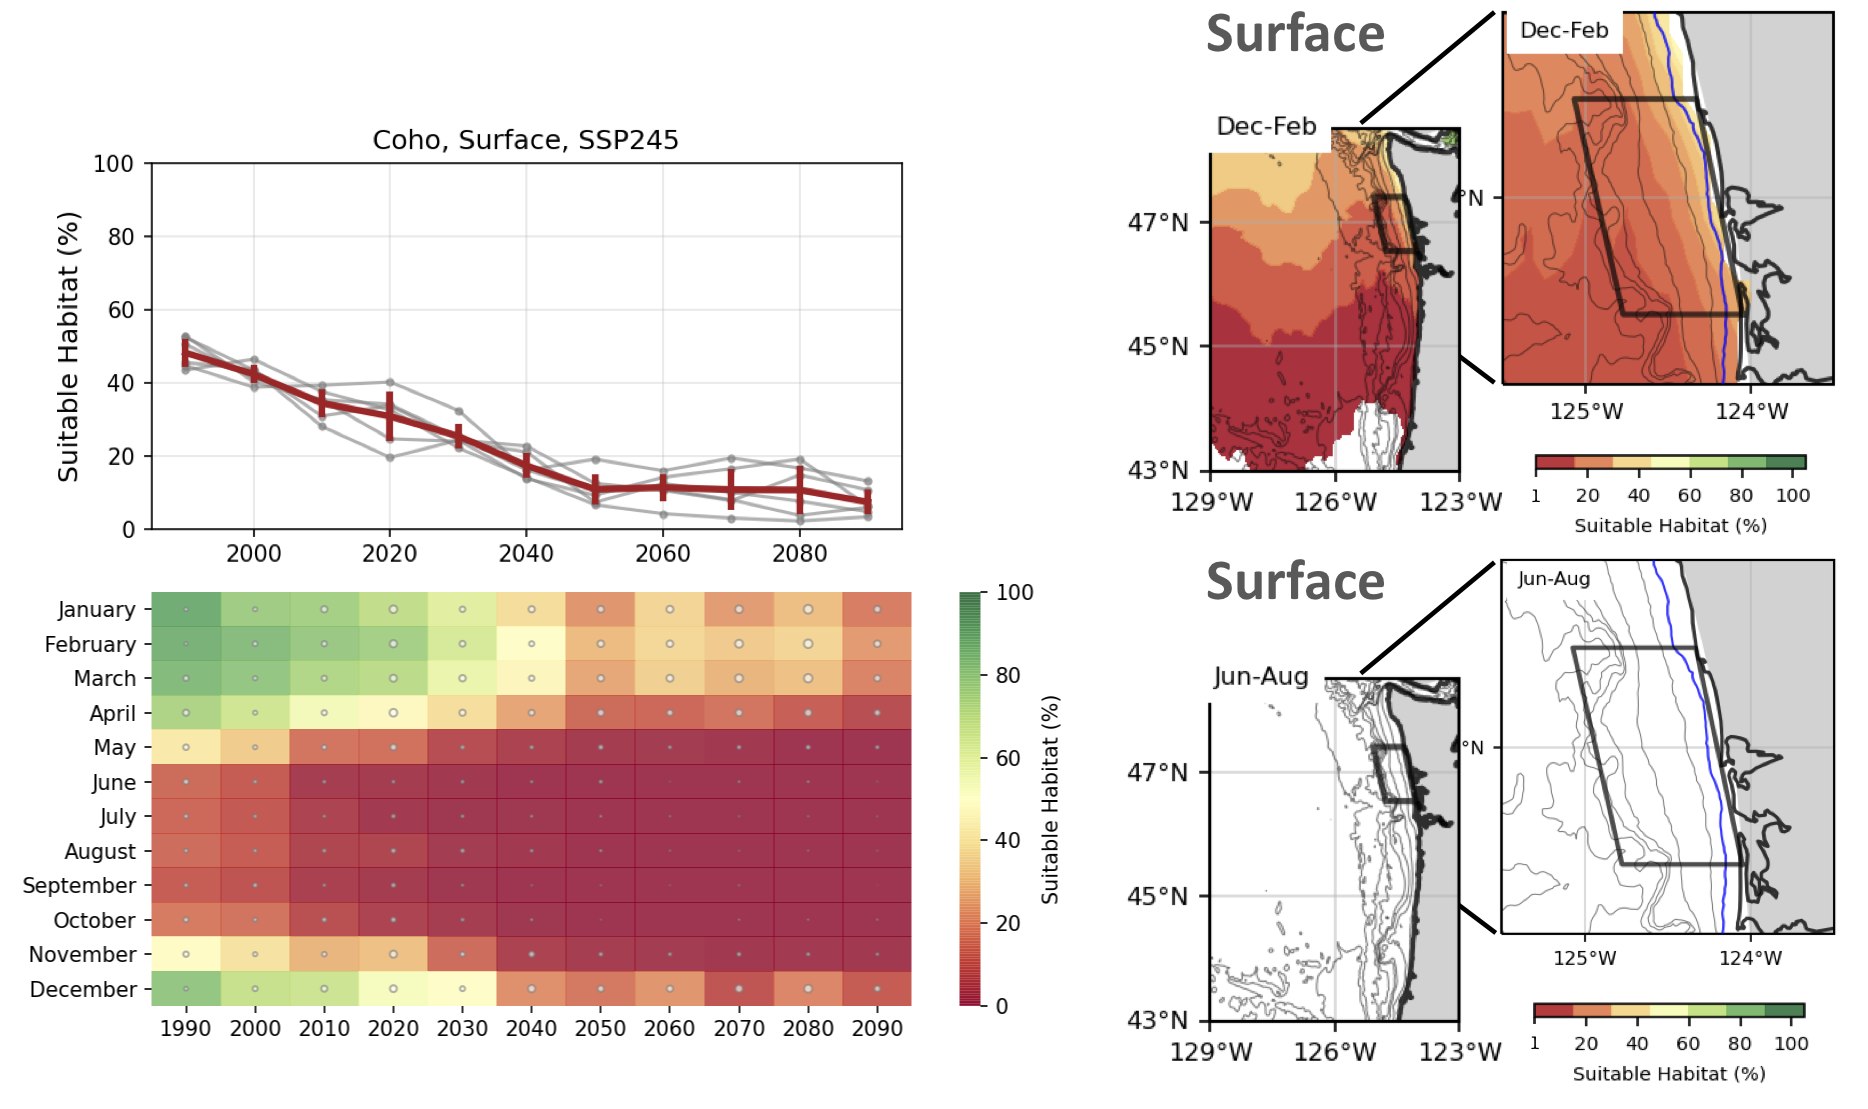 Coho, Surface, SSP245
Suitable Habitat (%)
100
80
60
40
20
0
2000
2020
2040
2060
2080
January
February
March
April
May
June
July
August
September
October
November
December
1990
2000
2010
2020
2030
2040
2050
2060
2070
2080
2090
100
80
60
40
20
0
Suitable Habitat (%)
Surface
Dec-Feb
47°N
45°N
43°N
129°W
126°W
123°W
Dec-Feb
°N
125°W
124°W
1
20
40
60
80
100
Suitable Habitat (%)
Surface
Jun-Aug
47°N
45°N
43°N
129°W
126°W
123°W
Jun-Aug
°N
125°W
124°W
1
20
40
60
80
100
Suitable Habitat (%)